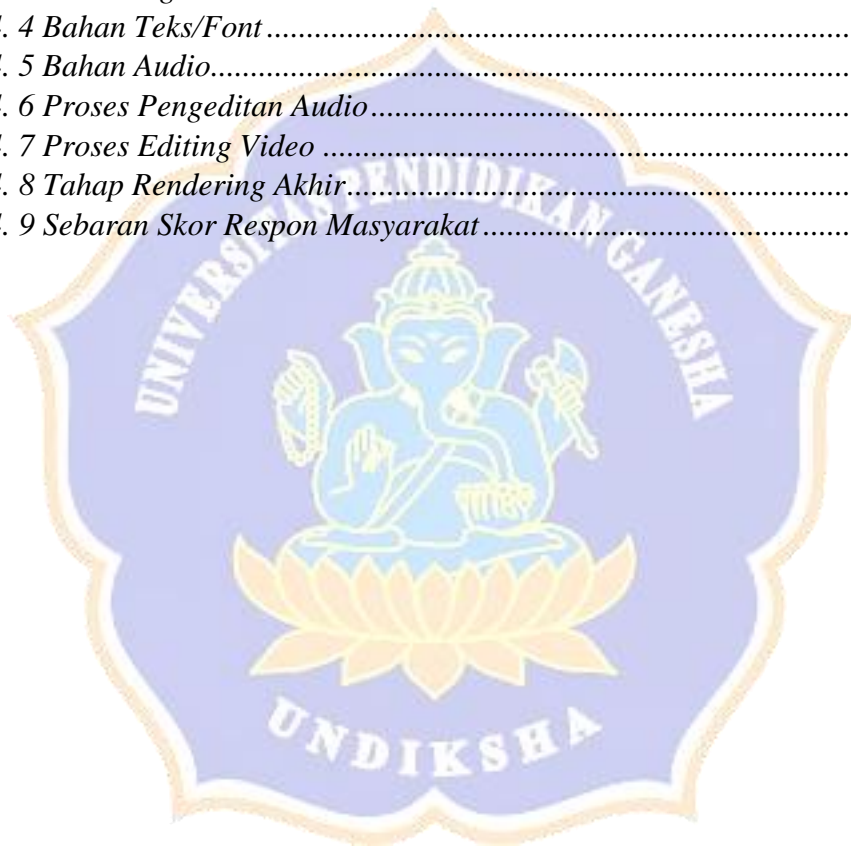 . 4 Bahan Teks/Font ........................................................................
. 5 Bahan Audio................................................................................
. 6 Proses Pengeditan Audio............................................................
. 7 Proses Editing Video ..................................................................
. 8 Tahap Rendering Akhir...............................................................
. 9 Sebaran Skor Respon Masyarakat ..............................................
UNIVERSITAS PENDIDIKAN GANESHA
UNDIKSHA